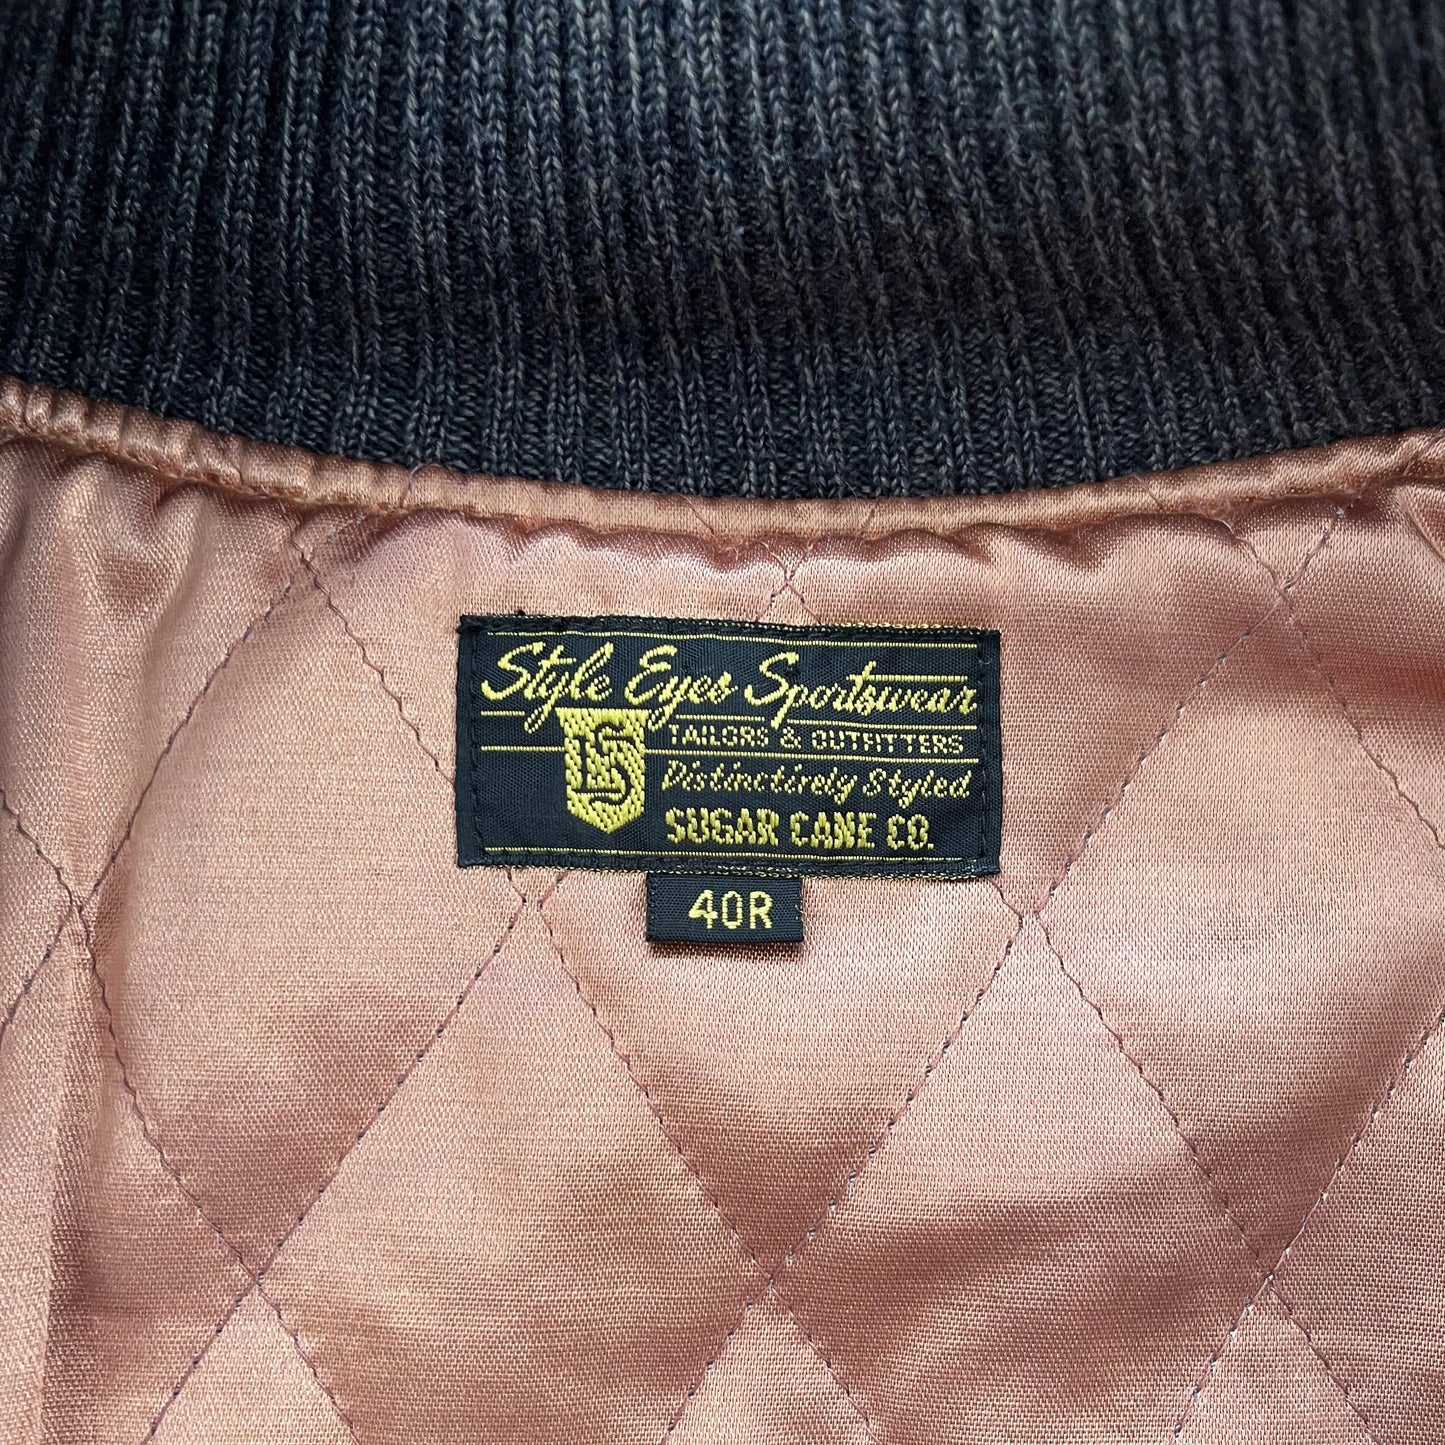 Style Eyes Sportswear
TAILORS & OUTFITTERS
Distinctively Styled
SUGAR CANE CO.
40R